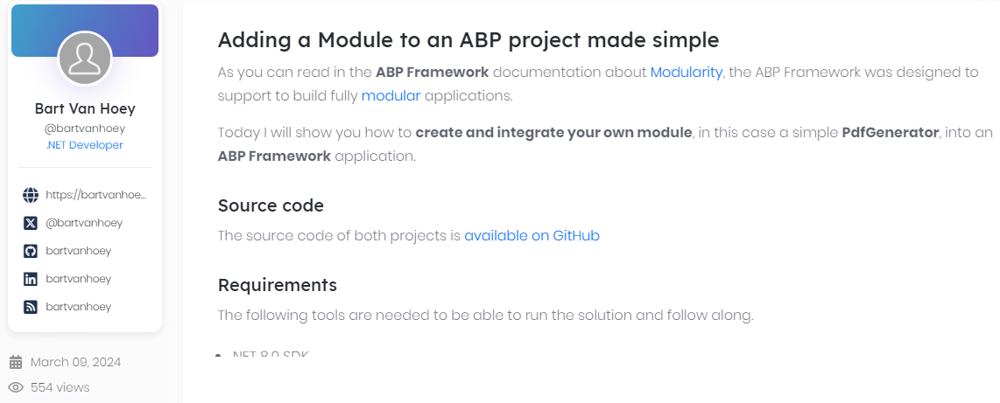 Bart Van Hoey
@bartvanhoey
.NET Developer
https://bartvanhoe...
@bartvanhoey
bartvanhoey
bartvanhoey
bartvanhoey
March 09, 2024
554 views
Adding a Module to an ABP project made simple
As you can read in the ABP Framework documentation about Modularity, the ABP Framework was designed to
support to build fully modular applications.
Today I will show you how to create and integrate your own module, in this case a simple PdfGenerator, into an
ABP Framework application.
Source code
The source code of both projects is available on GitHub
Requirements
The following tools are needed to be able to run the solution and follow along.
• .NET 8.0 SDK